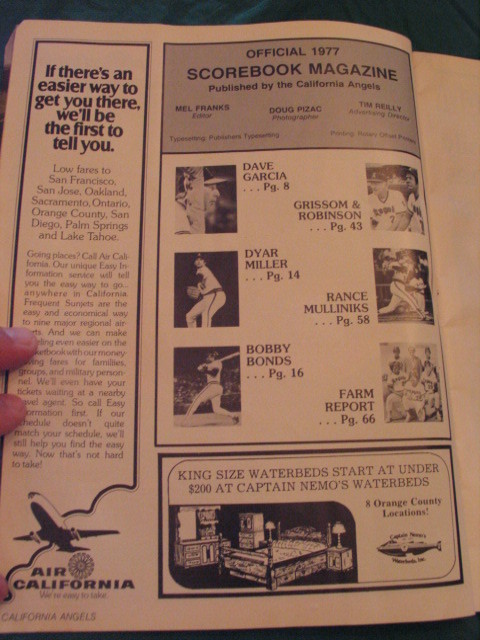 If there's an
easier way to
get you there,
we'll be
the first to
tell you.
Low fares to
San Francisco,
San Jose, Oakland,
Sacramento, Ontario,
Orange County, San
Diego, Palm Springs
and Lake Tahoe.
Going places? Call Air Cali-
fornia. Our unique Easy In-
formation service will tell
you the easy way to go...
anywhere in California.
Frequent Sunjets are the
easy and economical way
to nine major regional air-
And we can make
even easier on the
with our money-
fares for families,
groups, and military person-
nel. We'll even have your
tickets waiting at a nearby
agent. So call Easy
first. If our
schedule doesn't quite
match your schedule, we'll
still help you find the easy
way. Now that's not hard
to take!
AIR
CALIFORNIA
We're easy to take.
CALIFORNIA ANGELS
OFFICIAL 1977
SCOREBOOK MAGAZINE
Published by the California Angels
MEL FRANKS
Editor
DOUG PIZAC
Photographer
TIM REILLY
Advertising Director
Typesetting: Publishers Typesetting
Printing: Rotary Offset Printers
DAVE
GARCIA
. . . Pg. 8
GRISSOM &
ROBINSON
. . . Pg. 43
DYAR
MILLER
. . . Pg. 14
RANCE
MULLINIKS
. . . Pg. 58
BOBBY
BONDS
. . . Pg. 16
FARM
REPORT
. . . Pg. 66
KING SIZE WATERBEDS START AT UNDER
$200 AT CAPTAIN NEMO'S WATERBEDS
8 Orange County
Locations!
Captain Nemo's
Waterbeds, Inc.